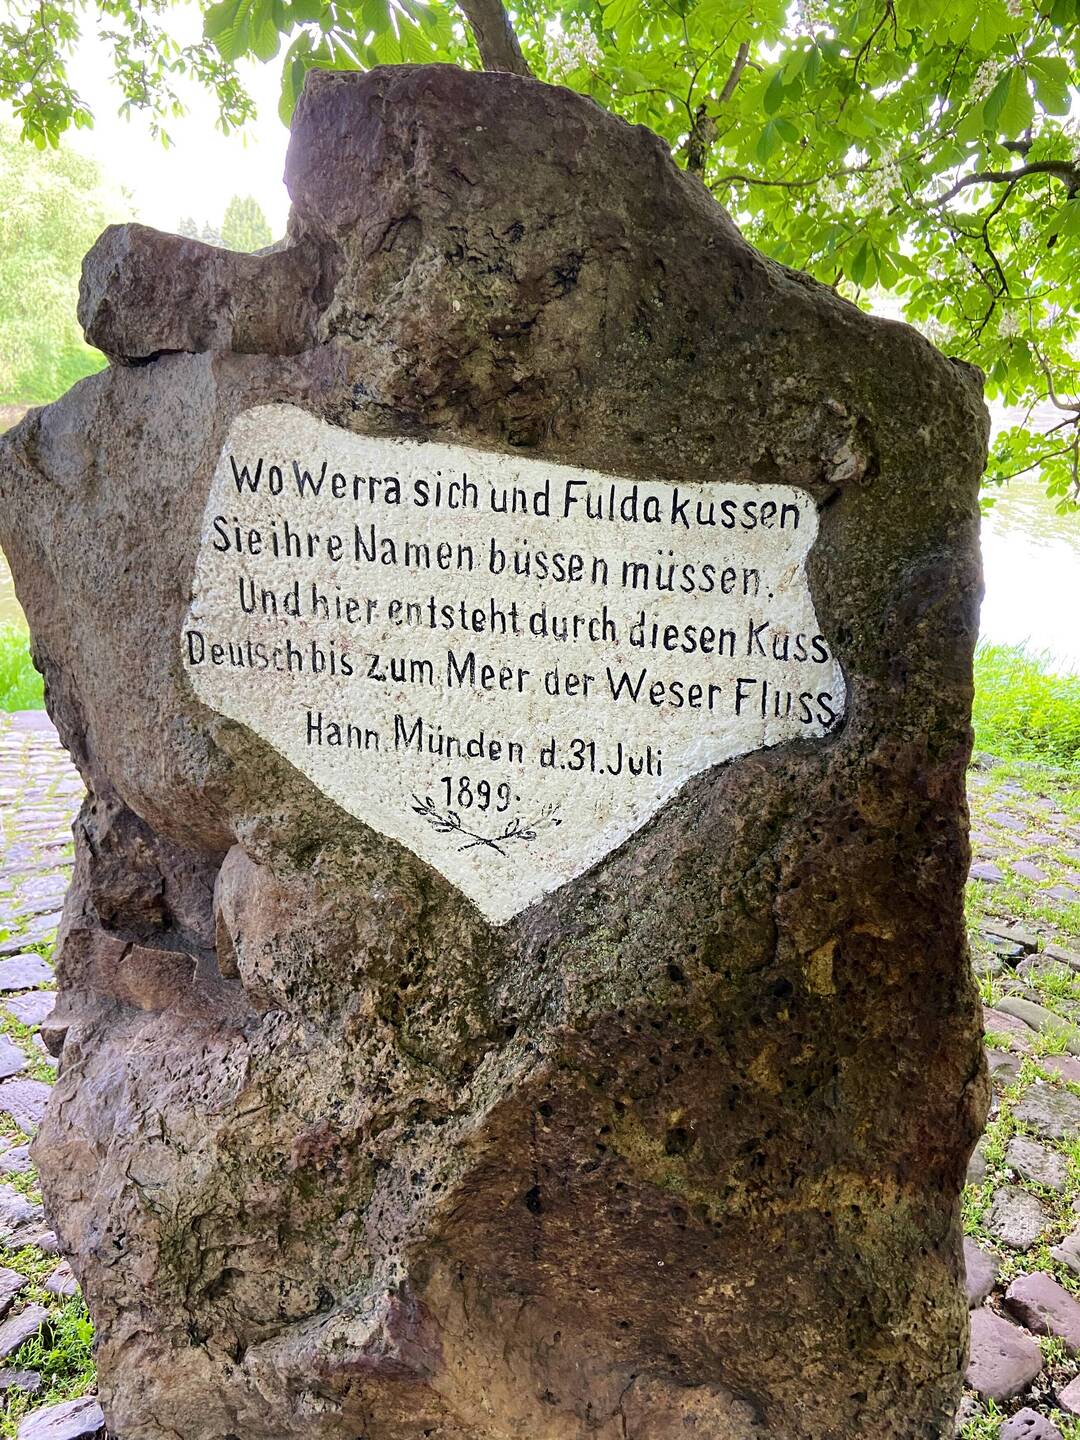 Wo Werra sich und Fulda kussen
Sie ihre Namen büssen müssen.
Und hier entsteht durch diesen Kuss
Deutsch bis zum Meer der Weser Fluss
Hann. Münden d. 31. Juli
1899.